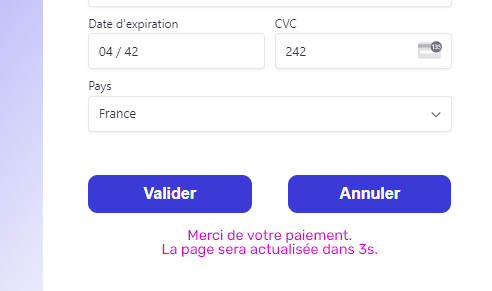 Date d'expiration
CVC
04 / 42
242
135
Pays
France
Valider
Annuler
Merci de votre paiement.
La page sera actualisée dans 3s.